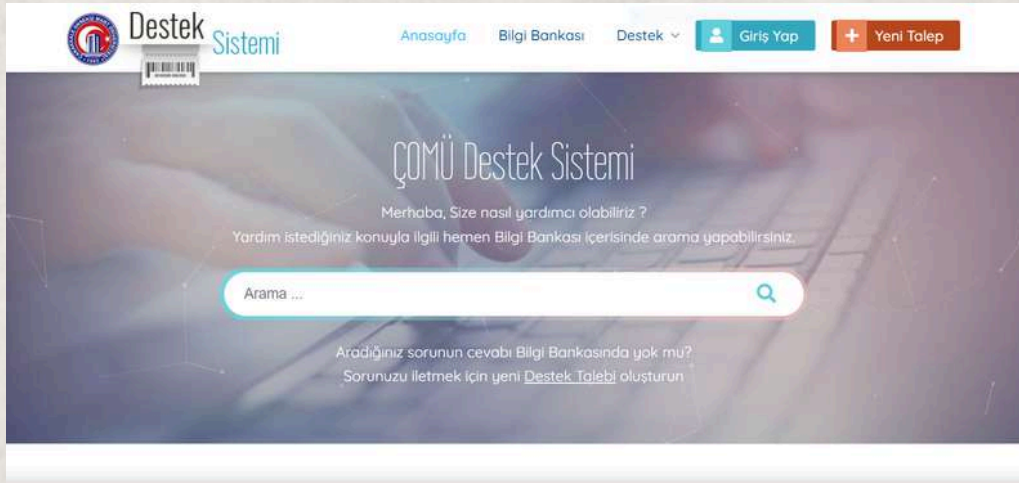 Destek Sistemi
Anasayfa Bilgi Bankası Destek Giriş Yap Yeni Talep
ÇOMÜ Destek Sistemi
Merhaba, Size nasıl yardımcı olabiliriz ?
Yardım istediğiniz konuyla ilgili hemen Bilgi Bankası içerisinde arama yapabilirsiniz.
Arama ...
Aradığınız sorunun cevabı Bilgi Bankasında yok mu?
Sorunuzu iletmek için yeni Destek Talebi oluşturun